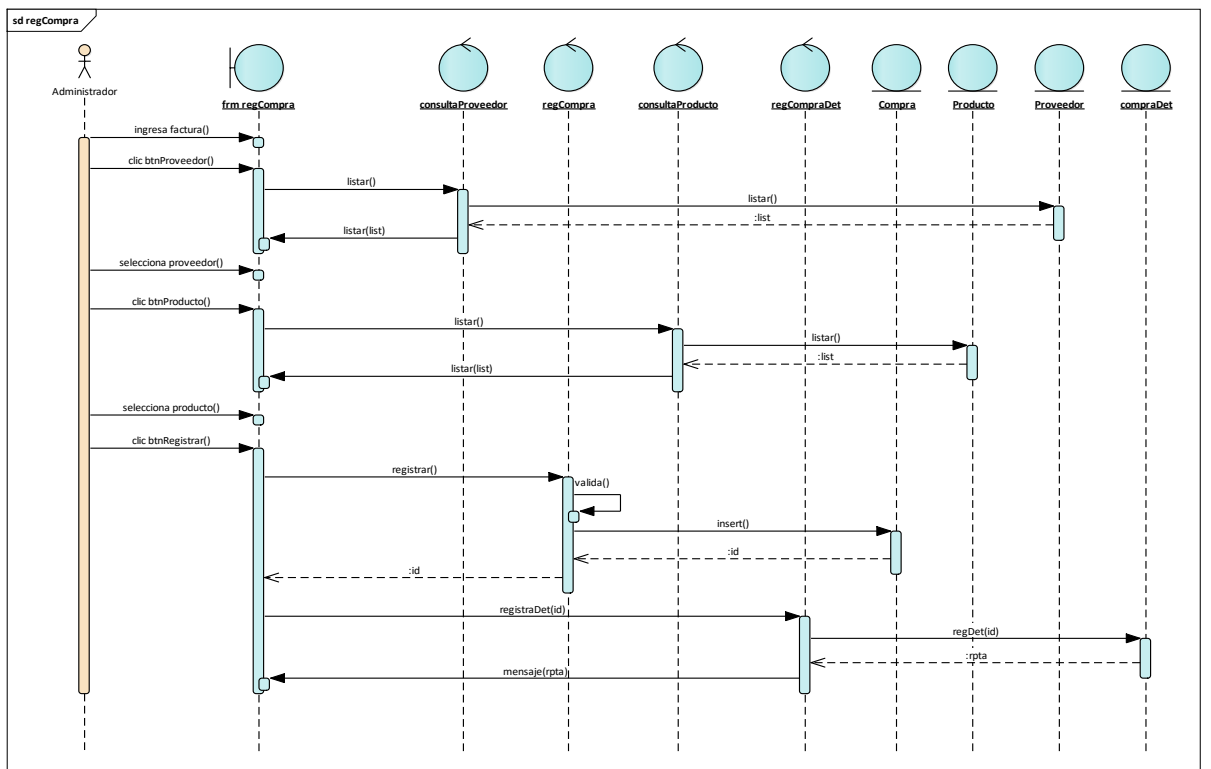 sd regCompra
Administrador
frm regCompra
consultaProveedor
regCompra
consultaProducto
regCompraDet
Compra
Producto
Proveedor
compraDet
ingresa factura()
clic btnProveedor()
listar()
listar()
:list
listar(list)
selecciona proveedor()
clic btnProducto()
listar()
listar()
:list
listar(list)
selecciona producto()
clic btnRegistrar()
registrar()
valida()
insert()
:id
:id
registraDet(id)
regDet(id)
:rpta
mensaje(rpta)